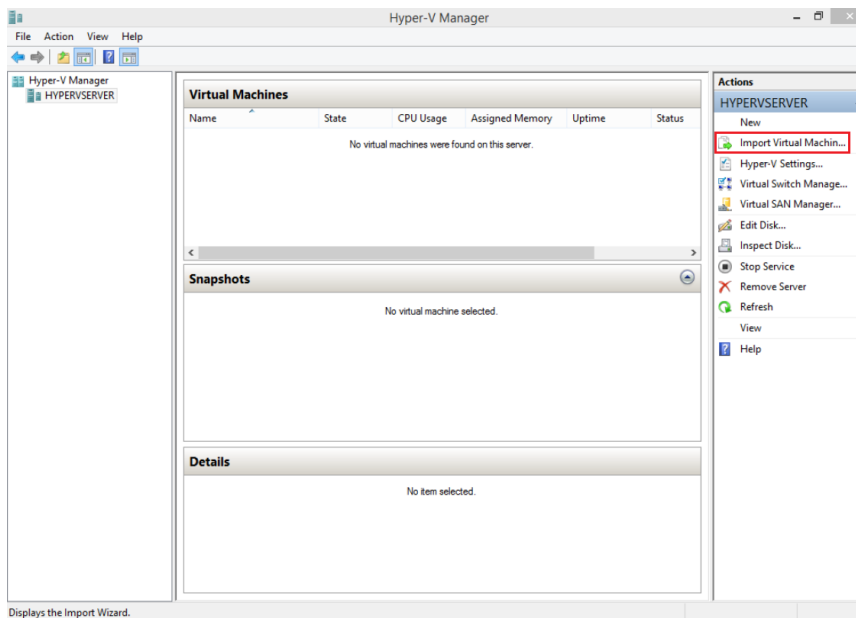 Hyper-V Manager
File Action View Help
Hyper-V Manager
HYPERVSERVER
Virtual Machines
Name State CPU Usage Assigned Memory Uptime Status
No virtual machines were found on this server.
Snapshots
No virtual machine selected.
Details
No item selected.
Actions
HYPERVSERVER
New
Import Virtual Machin...
Hyper-V Settings...
Virtual Switch Manage...
Virtual SAN Manager...
Edit Disk...
Inspect Disk...
Stop Service
Remove Server
Refresh
View
Help
Displays the Import Wizard.